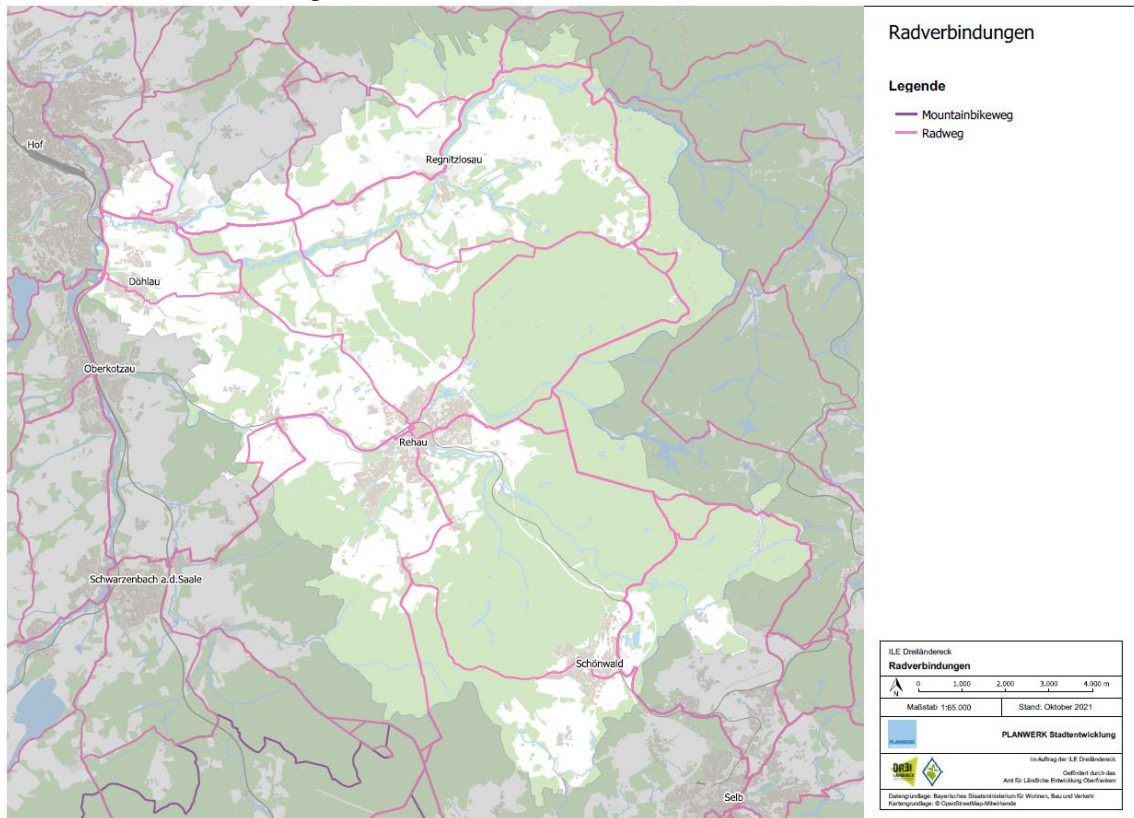 Radverbindungen
Legende
Mountainbikeweg
Radweg
Hof
Regnitzlosau
Döhlau
Oberkotzau
Rehau
Schwarzenbach a.d.Saale
Schönwald
Selb
ILE Dreiländereck
Radverbindungen
N
0 1.000 2.000 3.000 4.000 m
Maßstab 1:65.000 Stand: Oktober 2021
PLANWERK
PLANWERK Stadtentwicklung
DR3I
LÄNDERECK
Im Auftrag der ILE Dreiländereck
Gefördert durch das
Amt für Ländliche Entwicklung Oberfranken
Datengrundlage: Bayerisches Staatsministerium für Wohnen, Bau und Verkehr
Kartengrundlage: © OpenStreetMap-Mitwirkende